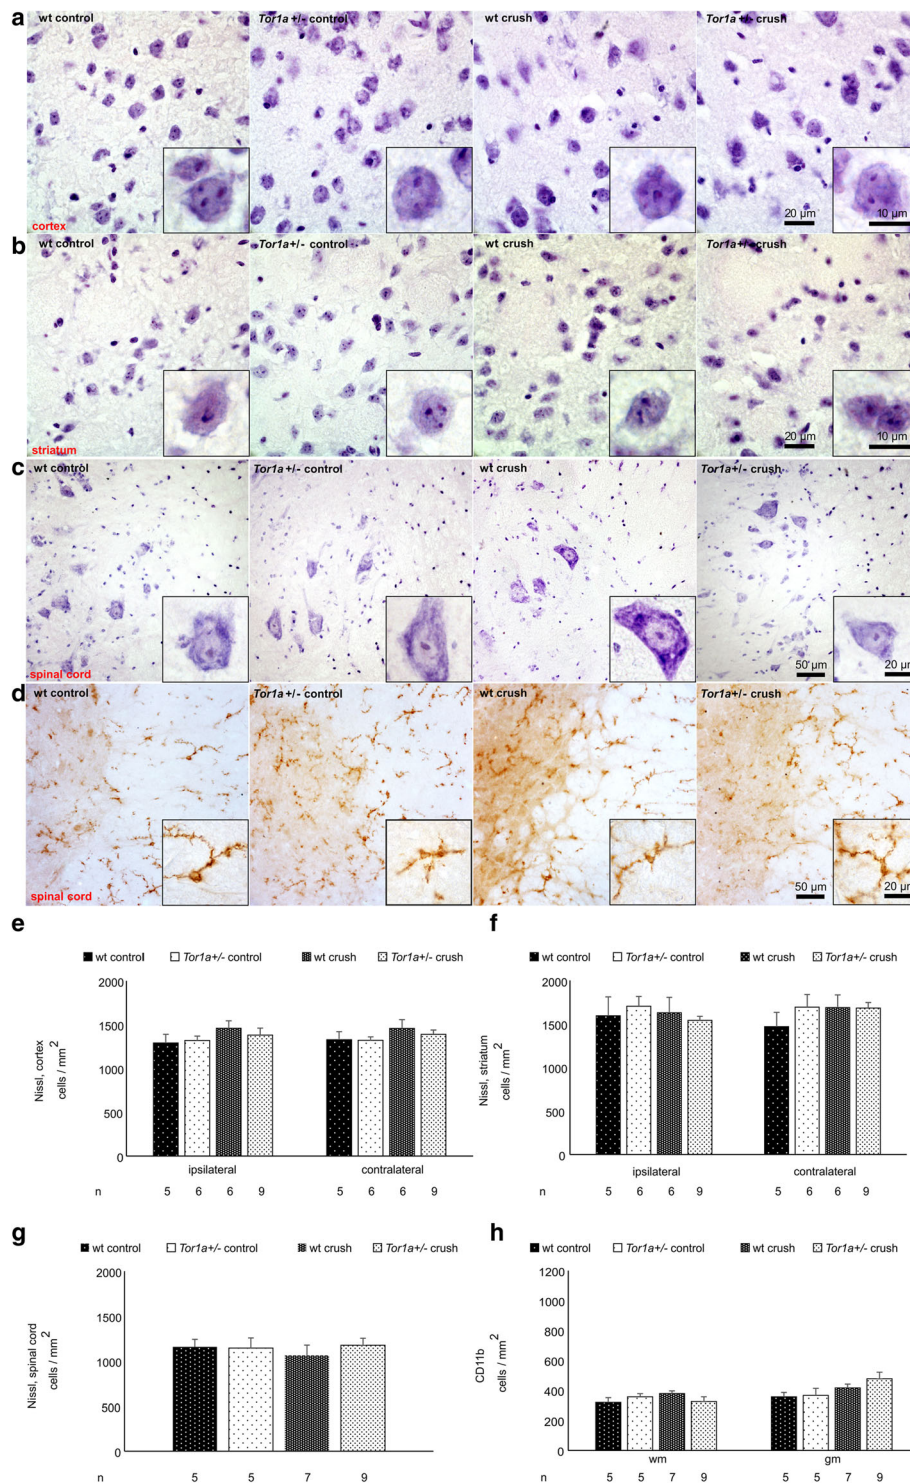 a wt control Tor1a +/- control wt crush Tor1a +/- crush
cortex 20 µm 10 µm
b wt control Tor1a+/- control wt crush Tor1a+/- crush
striatum 20 µm 10 µm
c wt control Tor1a +/- control wt crush Tor1a+/- crush
spinal cord 50 µm 20 µm
d wt control Tor1a +/- control wt crush Tor1a +/- crush
spinal cord 50 µm 20 µm
e
wt control Tor1a+/- control wt crush Tor1a+/- crush
Nissl, cortex
cells / mm2
2000
1500
1000
500
0
ipsilateral contralateral
n 5 6 6 9 5 6 6 9
f
wt control Tor1a+/- control wt crush Tor1a+/- crush
Nissl, striatum
cells / mm2
2000
1500
1000
500
0
ipsilateral contralateral
5 6 6 9 5 6 6 9
g
wt control Tor1a+/- control wt crush Tor1a+/- crush
Nissl, spinal cord
cells / mm2
2000
1500
1000
500
0
n 5 5 7 9
h
wt control Tor1a+/- control wt crush Tor1a+/- crush
CD11b
cells / mm2
1200
1000
800
600
400
200
0
wm gm
n 5 5 7 9 5 5 7 9